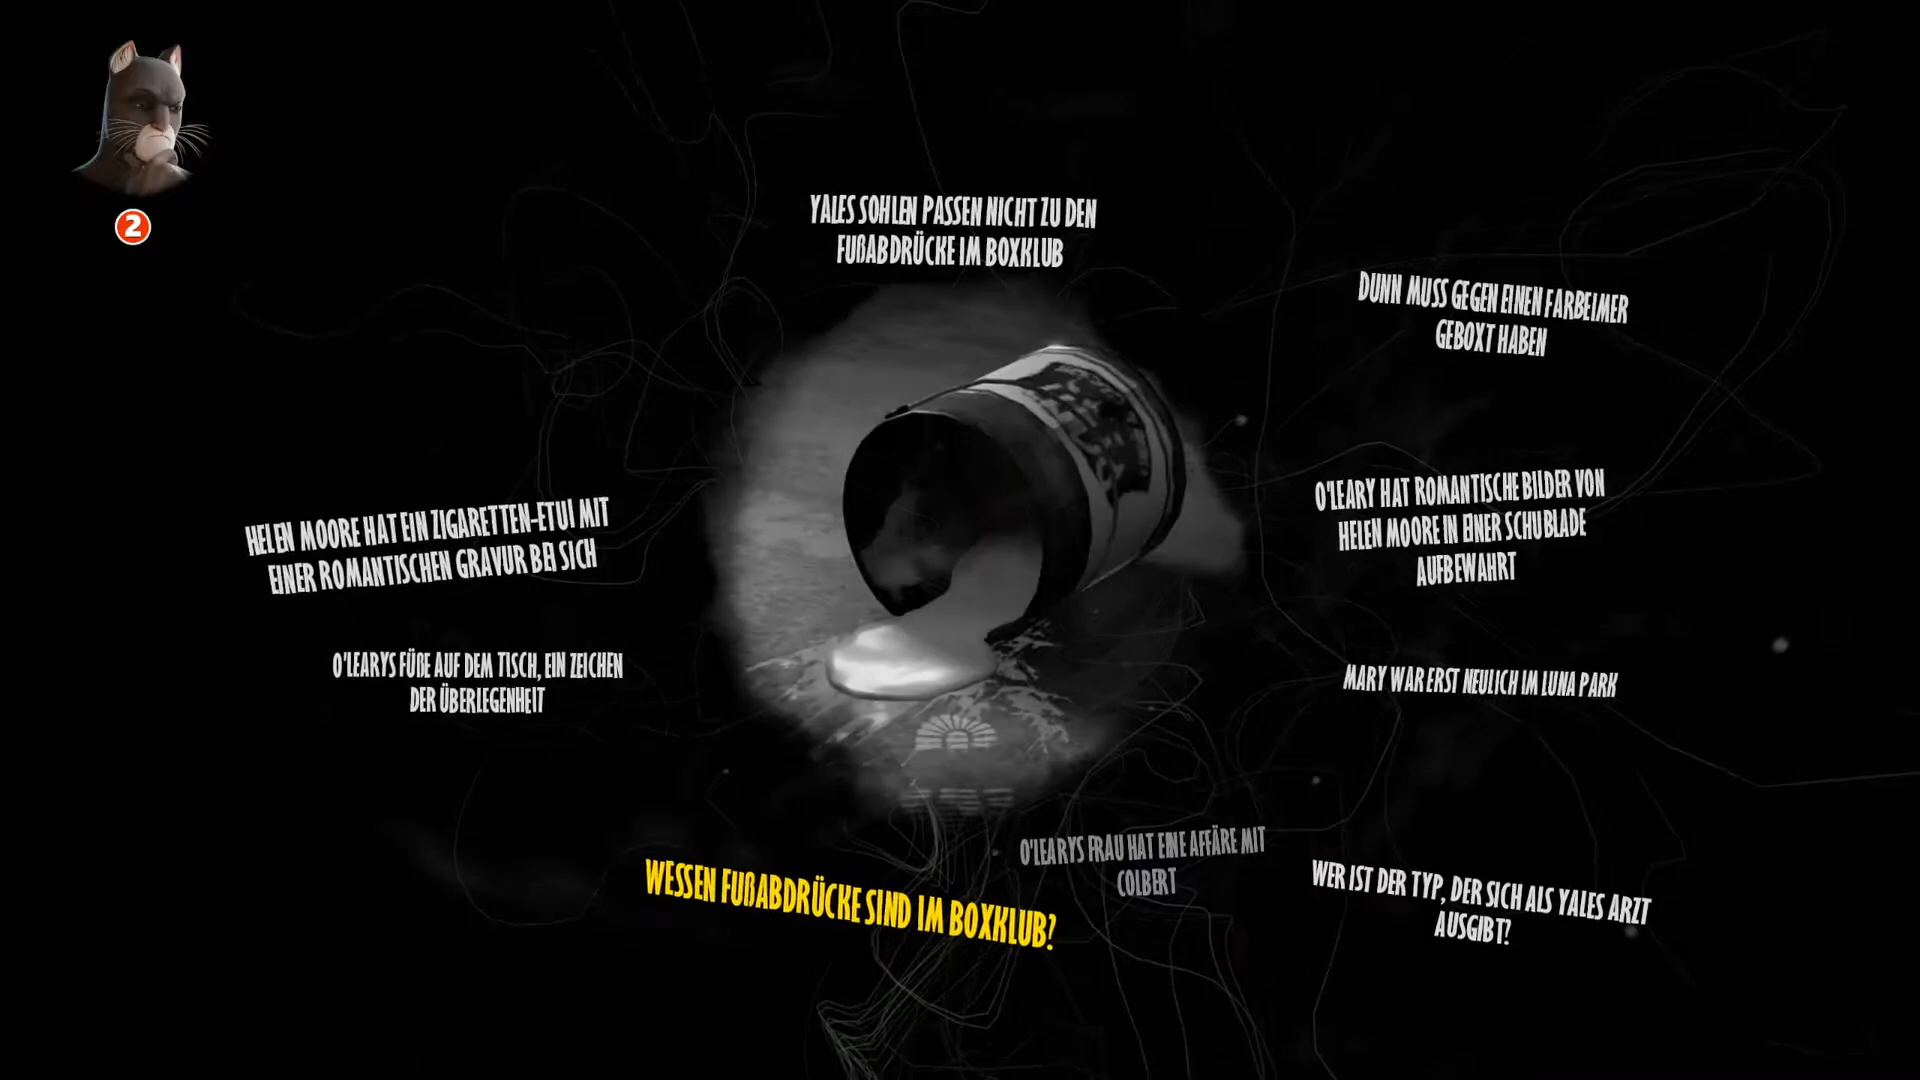 2
YALES SOHLEN PASSEN NICHT ZU DEN
FUßABDRÜCKE IM BOXKLUB
DUNN MUSS GEGEN EINEN FARBEIMER
GEBOXT HABEN
HELEN MOORE HAT EIN ZIGARETTEN-ETUI MIT
EINER ROMANTISCHEN GRAVUR BEI SICH
O'LEARY HAT ROMANTISCHE BILDER VON
HELEN MOORE IN EINER SCHUBLADE
AUFBEWAHRT
O'LEARYS FÜßE AUF DEM TISCH, EIN ZEICHEN
DER ÜBERLEGENHEIT
MARY WAR ERST NEULICH IM LUNA PARK
WESSEN FUßABDRÜCKE SIND IM BOXKLUB?
O'LEARYS FRAU HAT EINE AFFÄRE MIT
COLBERT
WER IST DER TYP, DER SICH ALS YALES ARZT
AUSGIBT?